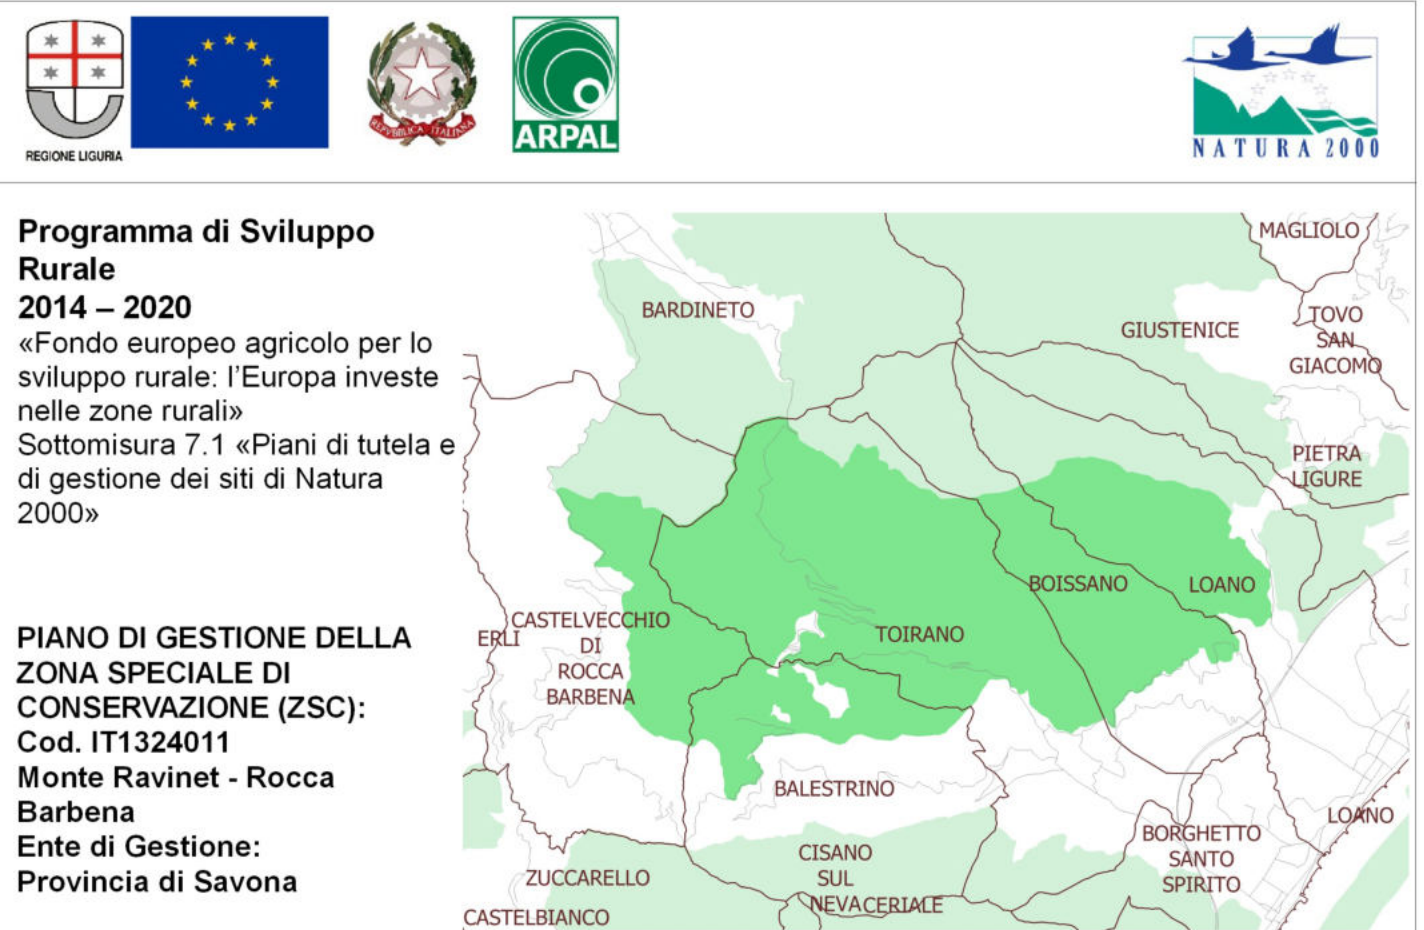 REGIONE LIGURIA
REPVBBLICA ITALIANA
ARPAL
NATURA 2000
Programma di Sviluppo
Rurale
2014 – 2020
«Fondo europeo agricolo per lo
sviluppo rurale: l’Europa investe
nelle zone rurali»
Sottomisura 7.1 «Piani di tutela e
di gestione dei siti di Natura
2000»
PIANO DI GESTIONE DELLA
ZONA SPECIALE DI
CONSERVAZIONE (ZSC):
Cod. IT1324011
Monte Ravinet - Rocca
Barbena
Ente di Gestione:
Provincia di Savona
MAGLIOLO
BARDINETO
GIUSTENICE
TOVO
SAN
GIACOMO
PIETRA
LIGURE
BOISSANO
LOANO
CASTELVECCHIO
DI
ROCCA
BARBENA
ERLI
TOIRANO
BALESTRINO
LOANO
BORGHETTO
SANTO
SPIRITO
CISANO
SUL
NEVA
CERIALE
ZUCCARELLO
CASTELBIANCO